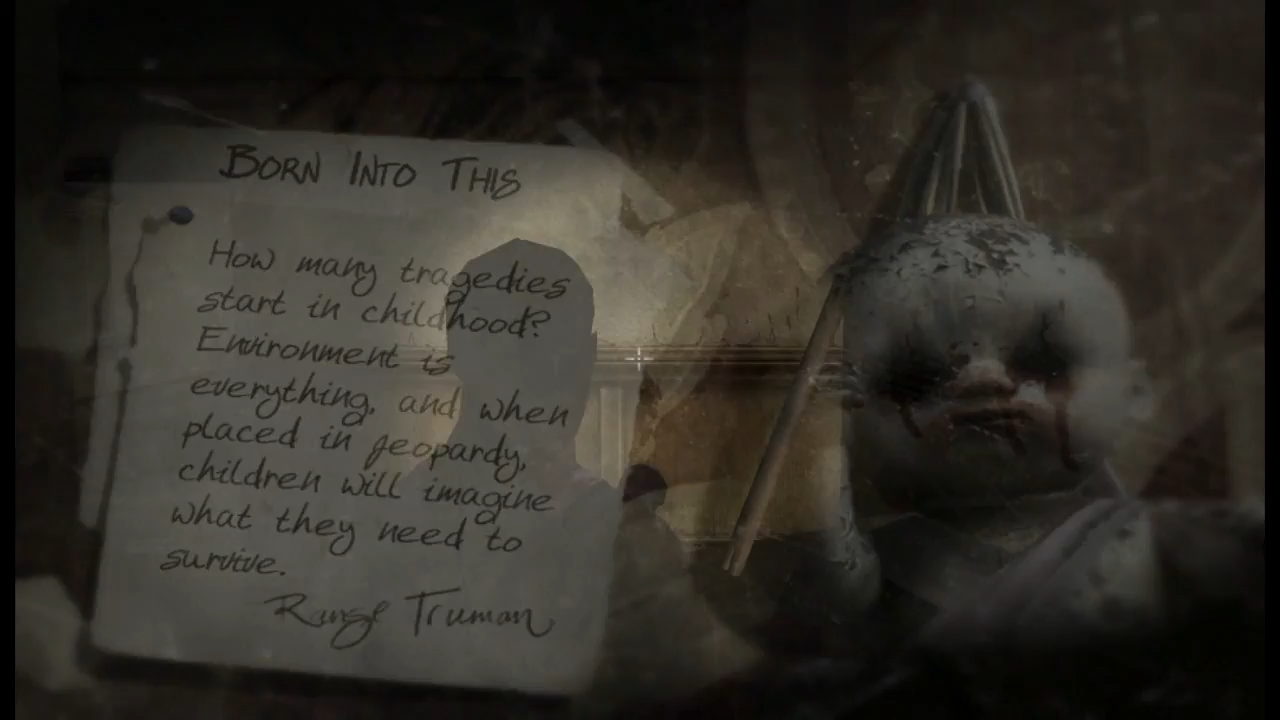 BORN INTO THIS
How many tragedies
start in childhood?
Environment is
everything, and when
placed in jeopardy,
children will imagine
what they need to
survive.
Ranse Truman